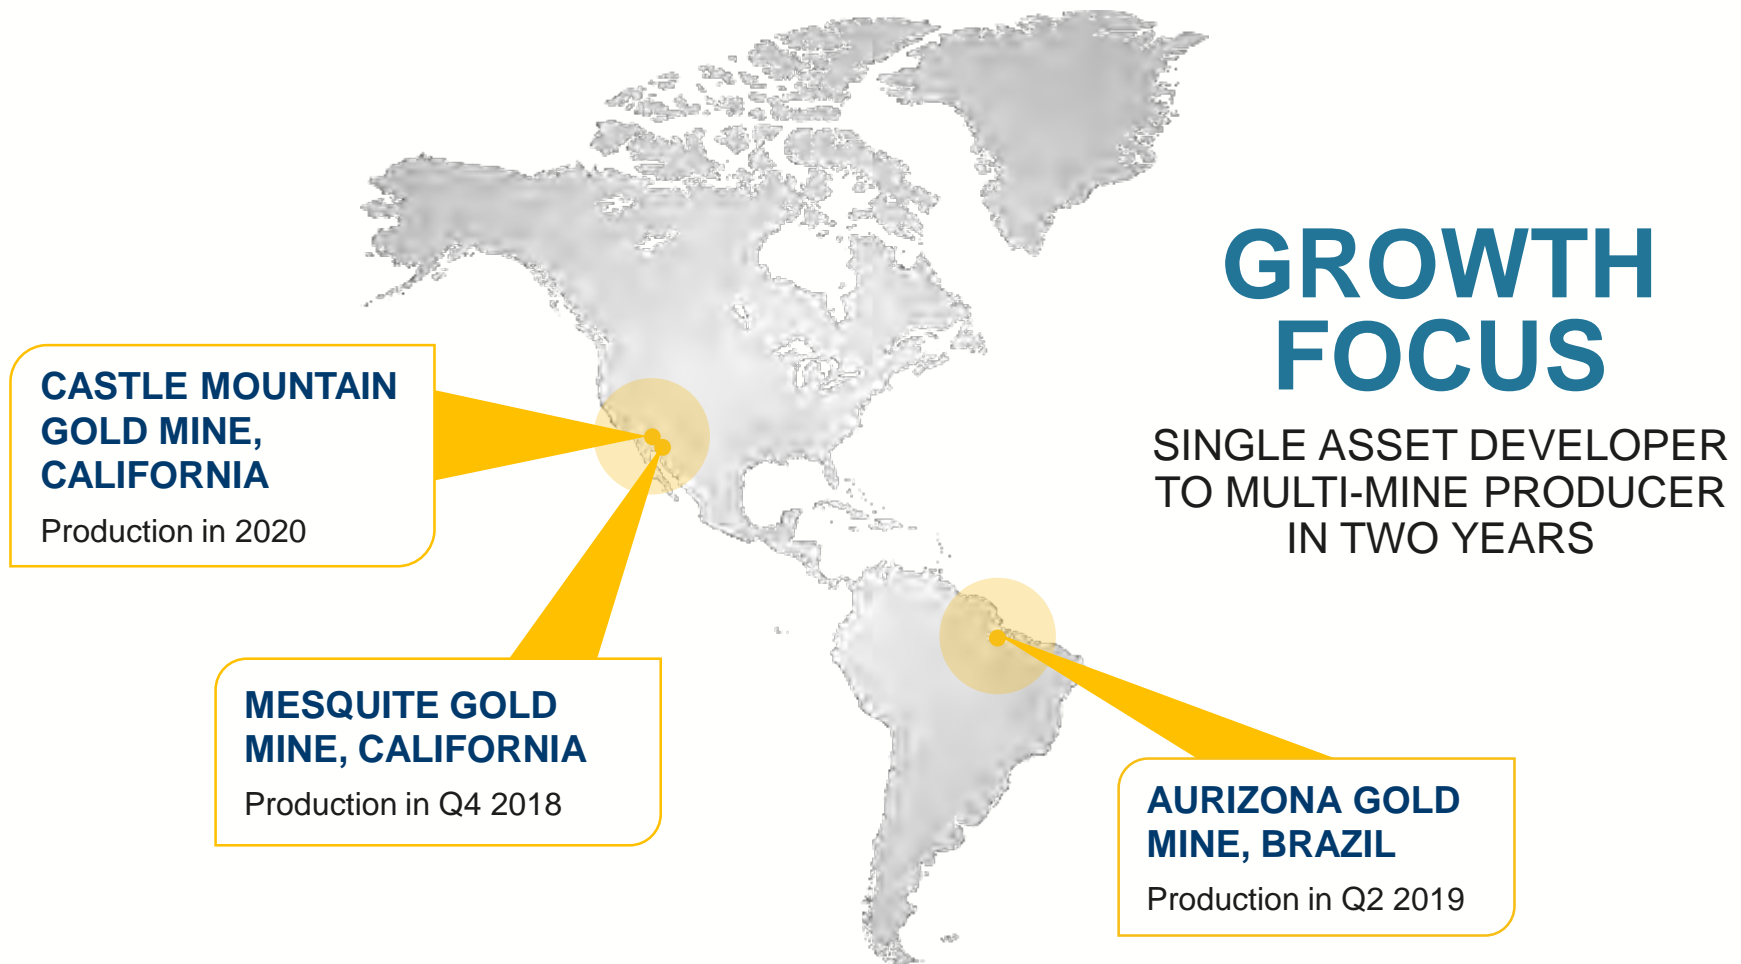 GROWTH
FOCUS
SINGLE ASSET DEVELOPER
TO MULTI-MINE PRODUCER
IN TWO YEARS
CASTLE MOUNTAIN
GOLD MINE,
CALIFORNIA
Production in 2020
MESQUITE GOLD
MINE, CALIFORNIA
Production in Q4 2018
AURIZONA GOLD
MINE, BRAZIL
Production in Q2 2019